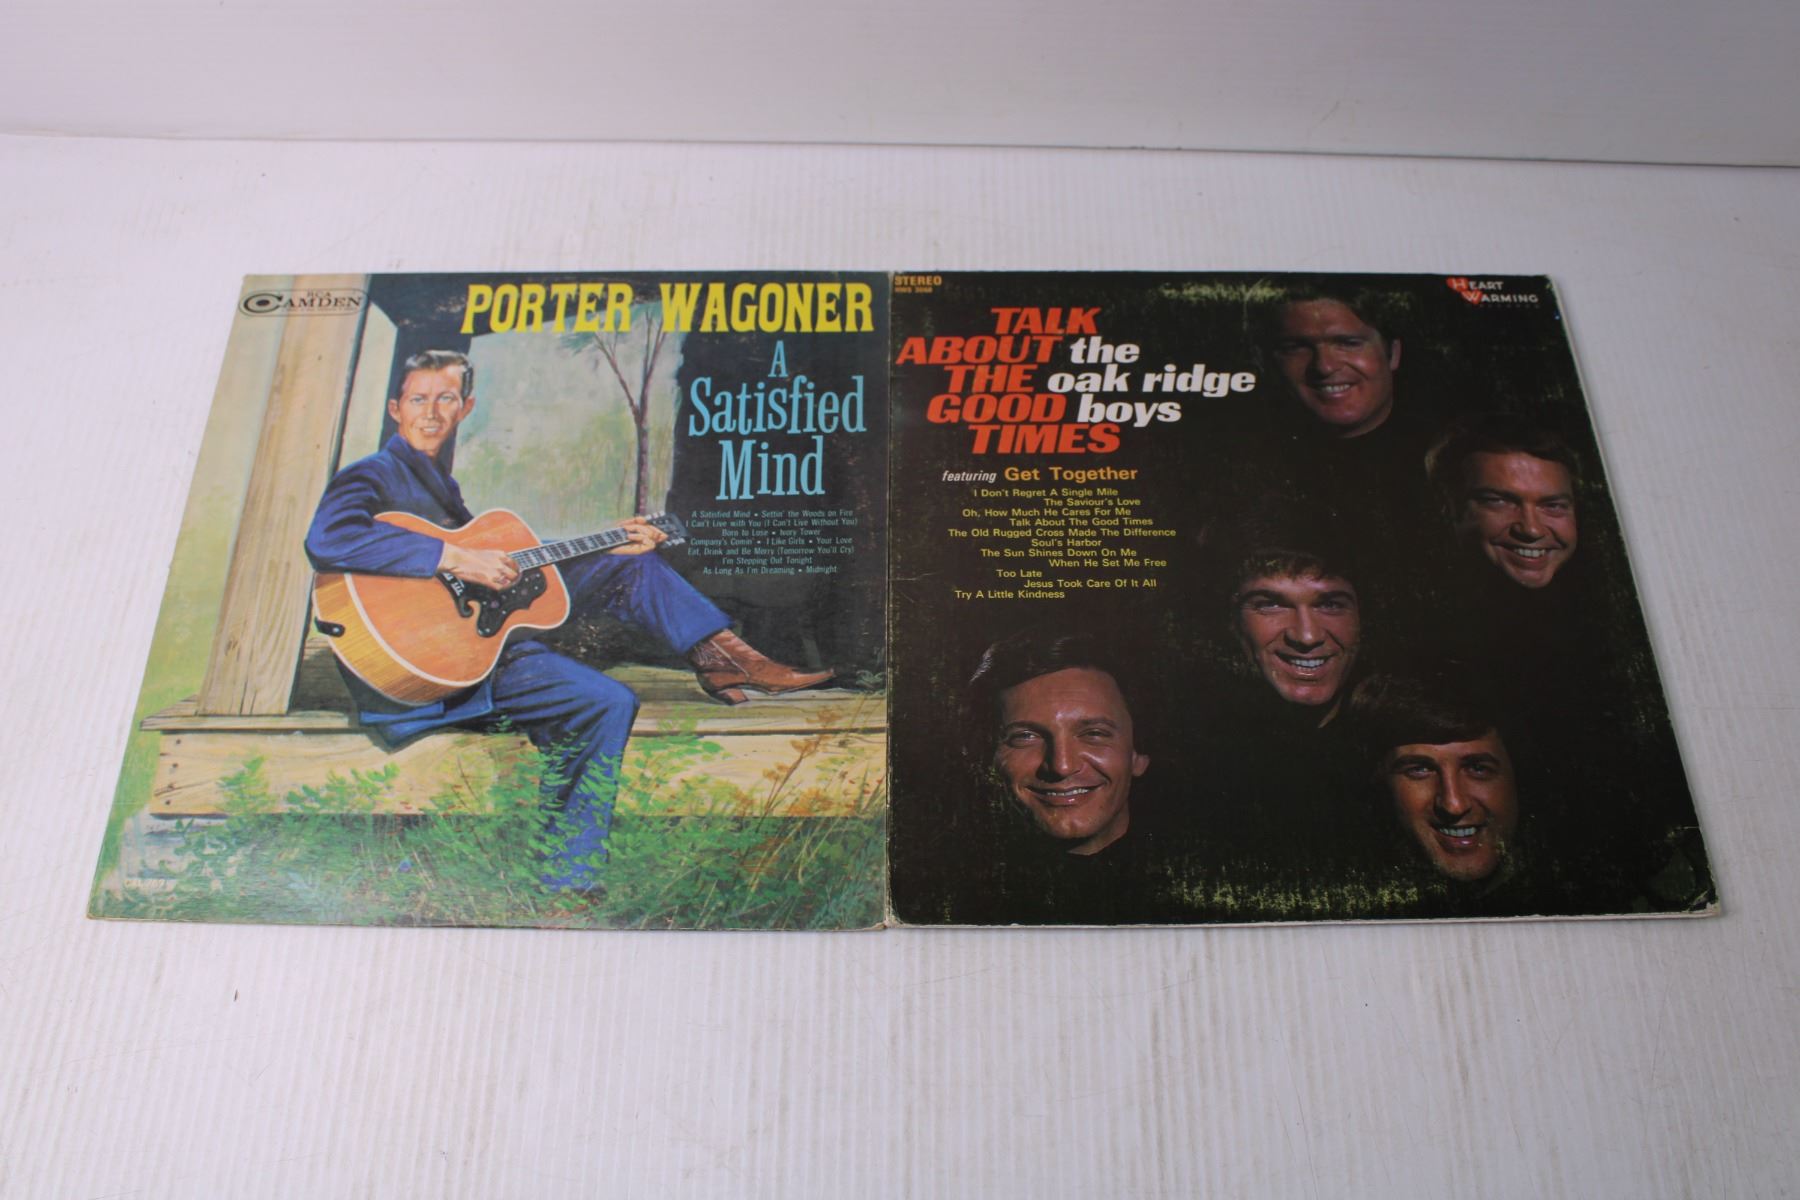 RCA
CAMDEN
PORTER WAGONER
A
Satisfied
Mind
A Satisfied Mind • Settin' the Woods on Fire
I Can't Live with You (I Can't Live Without You)
Born to Lose • Ivory Tower
Company's Comin' • I Like Girls • Your Love
Eat, Drink and Be Merry (Tomorrow You'll Cry)
I'm Stepping Out Tonight
As Long As I'm Dreaming • Midnight
STEREO
HWS 3068
HEART
WARMING
RECORDS
TALK
ABOUT the
THE oak ridge
GOOD boys
TIMES
featuring Get Together
I Don't Regret A Single Mile
The Saviour's Love
Oh, How Much He Cares For Me
Talk About The Good Times
The Old Rugged Cross Made The Difference
Soul's Harbor
The Sun Shines Down On Me
When He Set Me Free
Too Late
Jesus Took Care Of It All
Try A Little Kindness